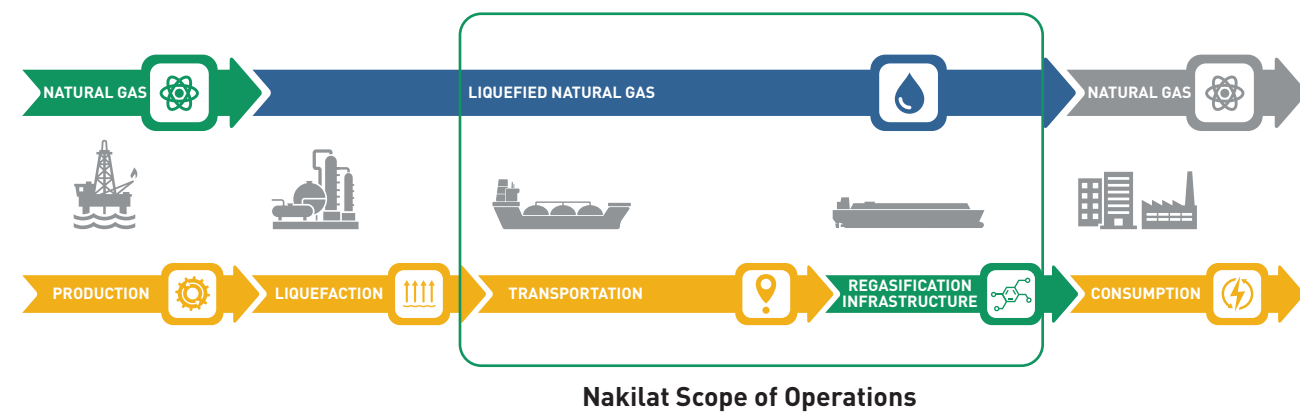 NATURAL GAS
LIQUEFIED NATURAL GAS
NATURAL GAS
PRODUCTION
LIQUEFACTION
TRANSPORTATION
REGASIFICATION
INFRASTRUCTURE
CONSUMPTION
Nakilat Scope of Operations